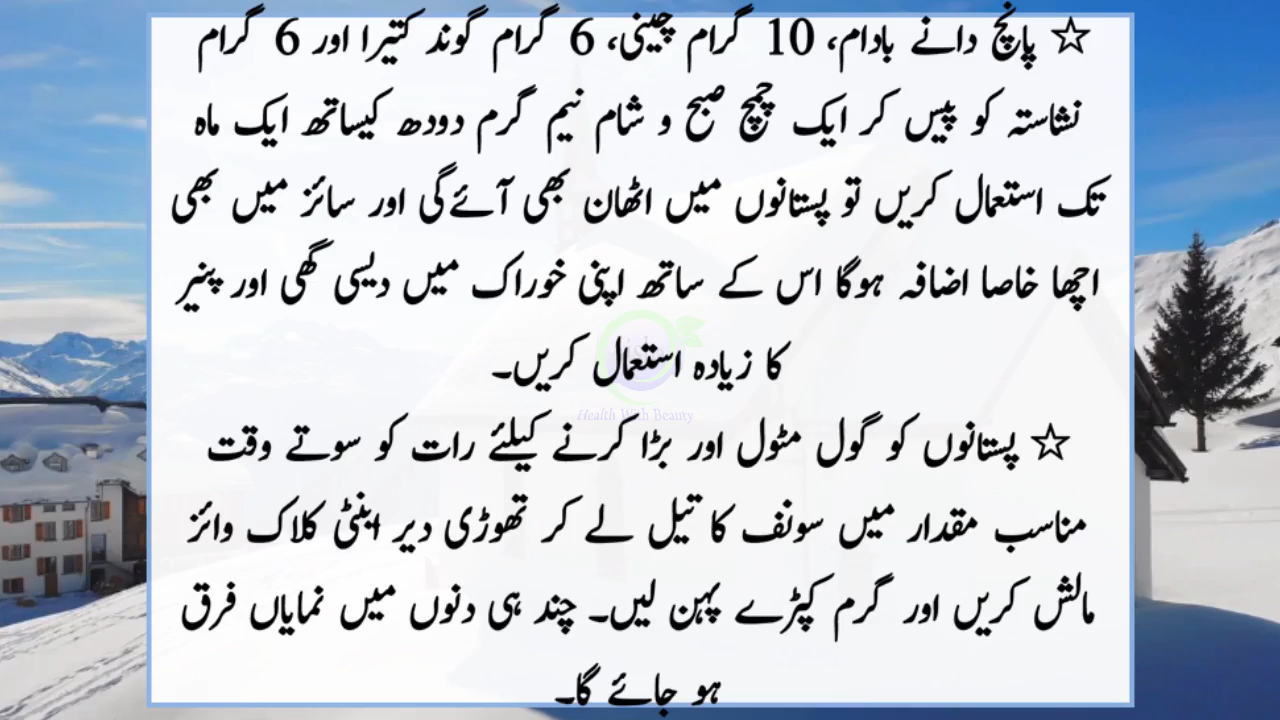 ☆ پانچ دانے بادام، 10 گرام چینی، 6 گرام گوند کتیرا اور 6 گرام
نشاستہ کو پیس کر ایک چمچ صبح و شام نیم گرم دودھ کیساتھ ایک ماہ
تک استعمال کریں تو پستانوں میں اٹھان بھی آئےگی اور سائز میں بھی
اچھا خاصا اضافہ ہوگا اس کے ساتھ اپنی خوراک میں دیسی گھی اور پنیر
کا زیادہ استعمال کریں۔
Health With Beauty
☆ پستانوں کو گول مٹول اور بڑا کرنے کیلئے رات کو سوتے وقت
مناسب مقدار میں سونف کا تیل لے کر تھوڑی دیر اینٹی کلاک وائز
مالش کریں اور گرم کپڑے پہن لیں۔ چند ہی دنوں میں نمایاں فرق
ہو جائے گا۔